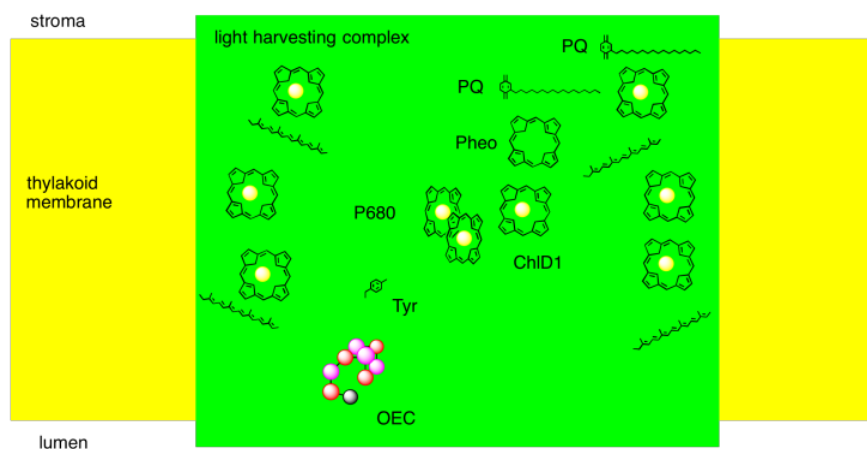 stroma
light harvesting complex
PQ
PQ
Pheo
thylakoid
membrane
P680
ChlD1
Tyr
OEC
lumen